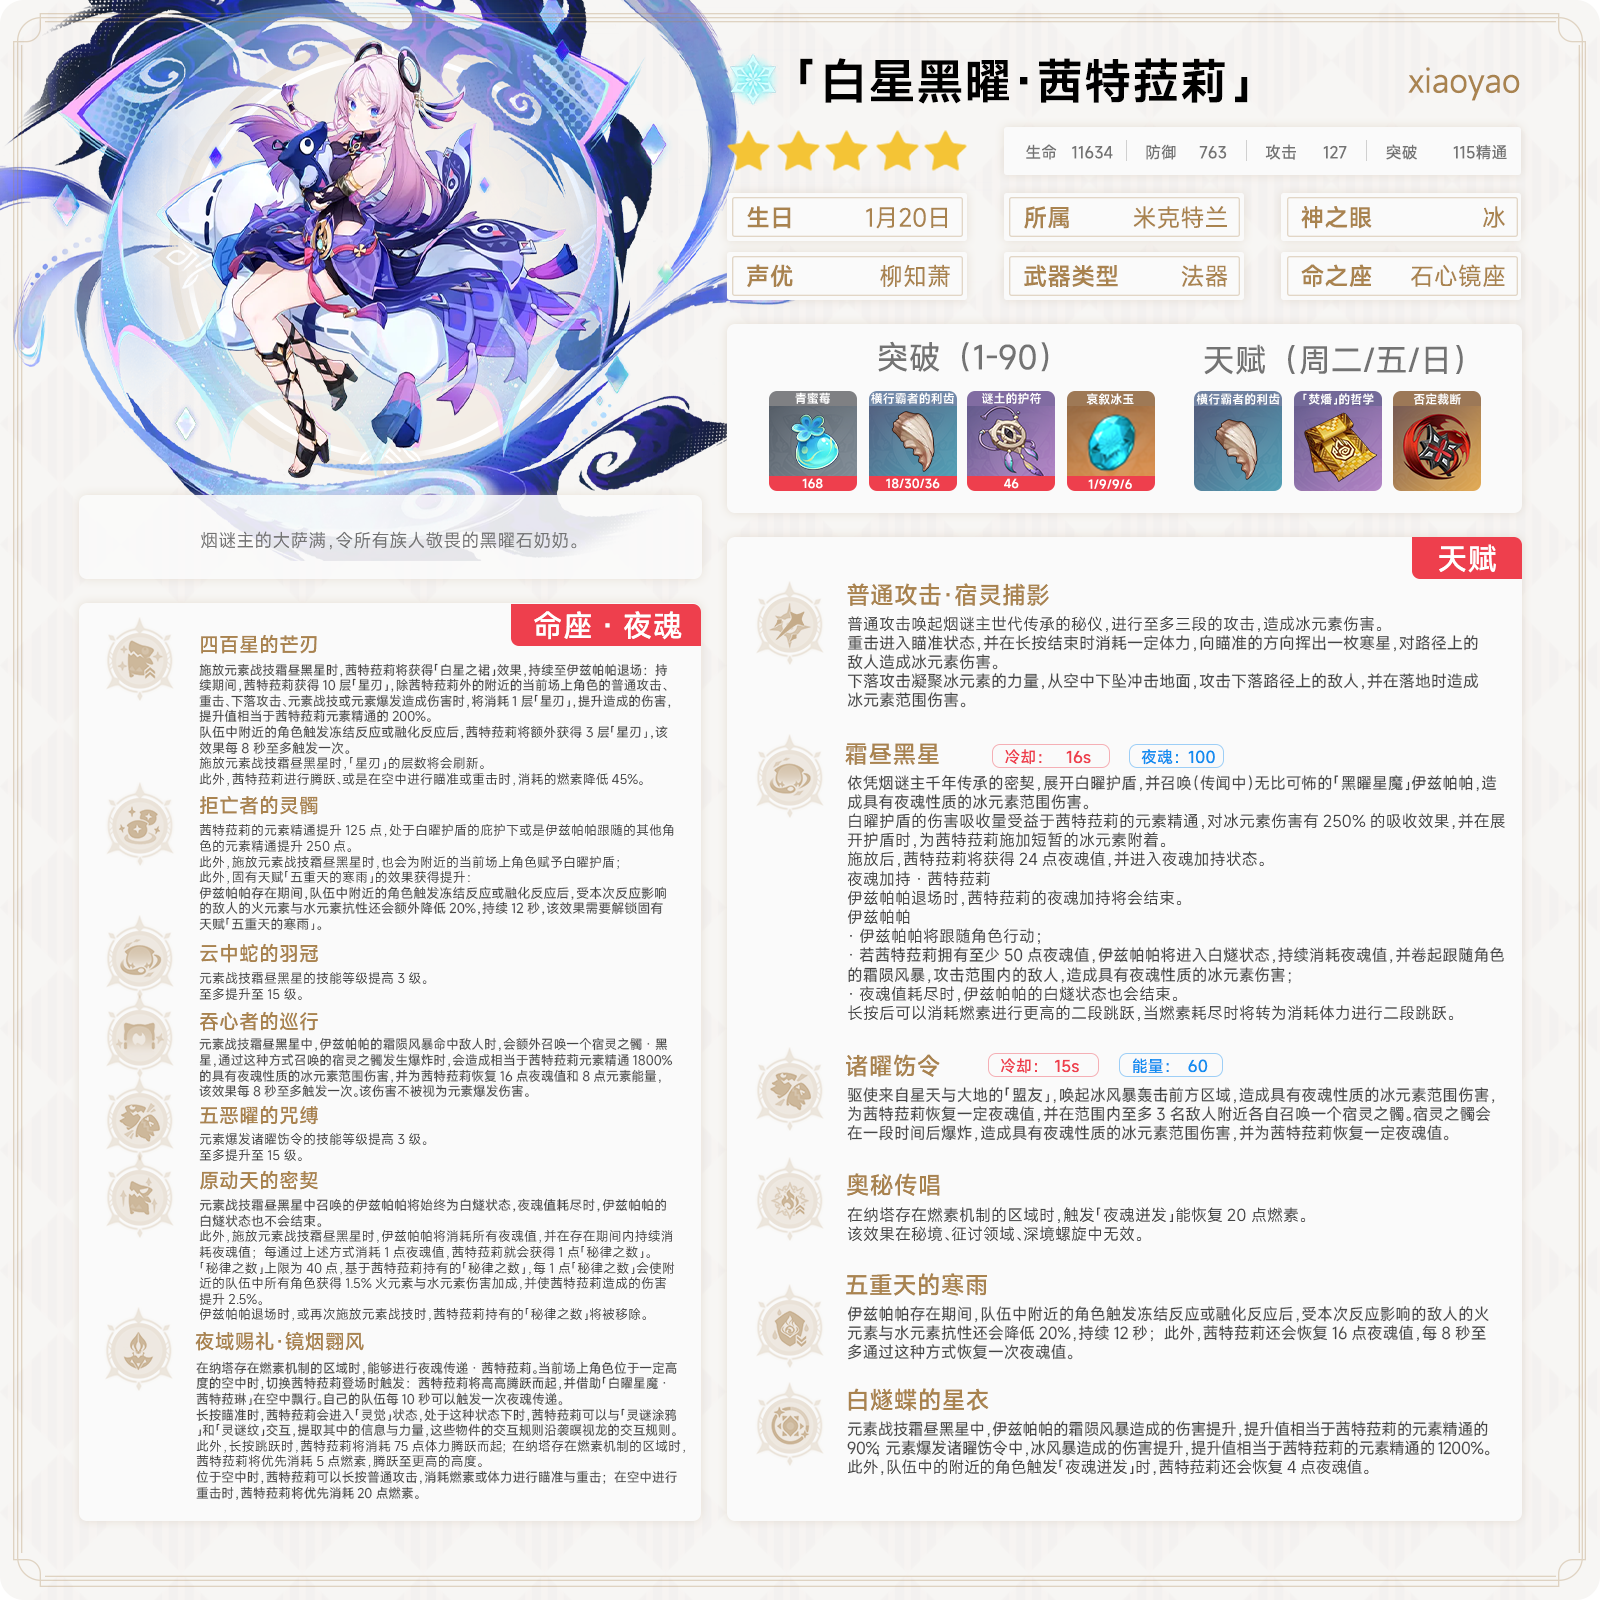 「白星黑曜·茜特菈莉」
xiaoyao
生命 11634 防御 763 攻击 127 突破 115精通
生日 1月20日 所属 米克特兰 神之眼 冰
声优 柳知萧 武器类型 法器 命之座 石心镜座
突破（1-90） 天赋（周二/五/日）
青蜜莓 横行霸者的利齿 谜土的护符 哀叙冰玉 横行霸者的利齿 「焚燔」的哲学 否定裁断
168 18/30/36 46 1/9/9/6
烟谜主的大萨满，令所有族人敬畏的黑曜石奶奶。
命座·夜魂
四百星的芒刃
施放元素战技霜昼黑星时，茜特菈莉将获得「白星之裙」效果，持续至伊兹帕帕退场：持
续期间，茜特菈莉获得 10 层「星刃」，除茜特菈莉外的附近的当前场上角色的普通攻击、
重击、下落攻击、元素战技或元素爆发造成伤害时，将消耗 1 层「星刃」，提升造成的伤害，
提升值相当于茜特菈莉元素精通的 200%。
队伍中附近的角色触发冻结反应或融化反应后，茜特菈莉将额外获得 3 层「星刃」，该
效果每 8 秒至多触发一次。
施放元素战技霜昼黑星时，「星刃」的层数将会刷新。
此外，茜特菈莉进行腾跃、或是在空中进行瞄准或重击时，消耗的燃素降低 45%。
拒亡者的灵髑
茜特菈莉的元素精通提升 125 点，处于白曜护盾的庇护下或是伊兹帕帕跟随的其他角
色的元素精通提升 250 点。
此外，施放元素战技霜昼黑星时，也会为附近的当前场上角色赋予白曜护盾；
此外，固有天赋「五重天的寒雨」的效果获得提升：
伊兹帕帕存在期间，队伍中附近的角色触发冻结反应或融化反应后，受本次反应影响
的敌人的火元素与水元素抗性还会额外降低 20%，持续 12 秒，该效果需要解锁固有
天赋「五重天的寒雨」。
云中蛇的羽冠
元素战技霜昼黑星的技能等级提高 3 级。
至多提升至 15 级。
吞心者的巡行
元素战技霜昼黑星中，伊兹帕帕的霜陨风暴命中敌人时，会额外召唤一个宿灵之髑·黑
星，通过这种方式召唤的宿灵之髑发生爆炸时，会造成相当于茜特菈莉元素精通 1800%
的具有夜魂性质的冰元素范围伤害，并为茜特菈莉恢复 16 点夜魂值和 8 点元素能量，
该效果每 8 秒至多触发一次。该伤害不被视为元素爆发伤害。
五恶曜的咒缚
元素爆发诸曜饬令的技能等级提高 3 级。
至多提升至 15 级。
原动天的密契
元素战技霜昼黑星中召唤的伊兹帕帕将始终为白燧状态，夜魂值耗尽时，伊兹帕帕的
白燧状态也不会结束。
此外，施放元素战技霜昼黑星时，伊兹帕帕将消耗所有夜魂值，并在存在期间内持续消
耗夜魂值；每通过上述方式消耗 1 点夜魂值，茜特菈莉就会获得 1 点「秘律之数」。
「秘律之数」上限为 40 点，基于茜特菈莉持有的「秘律之数」，每 1 点「秘律之数」会使附
近的队伍中所有角色获得 1.5% 火元素与水元素伤害加成，并使茜特菈莉造成的伤害
提升 2.5%。
伊兹帕帕退场时，或再次施放元素战技时，茜特菈莉持有的「秘律之数」将被移除。
夜域赐礼·镜烟翾风
在纳塔存在燃素机制的区域时，能够进行夜魂传递·茜特菈莉。当前场上角色位于一定高
度的空中时，切换茜特菈莉登场时触发：茜特菈莉将高高腾跃而起，并借助「白曜星魔·
茜特菈琳」在空中飘行。自己的队伍每 10 秒可以触发一次夜魂传递。
长按瞄准时，茜特菈莉会进入「灵觉」状态，处于这种状态下时，茜特菈莉可以与「灵谜涂鸦
」和「灵谜纹」交互，提取其中的信息与力量，这些物件的交互规则沿袭暝视龙的交互规则。
此外，长按跳跃时，茜特菈莉将消耗 75 点体力腾跃而起；在纳塔存在燃素机制的区域时，
茜特菈莉将优先消耗 5 点燃素，腾跃至更高的高度。
位于空中时，茜特菈莉可以长按普通攻击，消耗燃素或体力进行瞄准与重击；在空中进行
重击时，茜特菈莉将优先消耗 20 点燃素。
天赋
普通攻击·宿灵捕影
普通攻击唤起烟谜主世代传承的秘仪，进行至多三段的攻击，造成冰元素伤害。
重击进入瞄准状态，并在长按结束时消耗一定体力，向瞄准的方向挥出一枚寒星，对路径上的
敌人造成冰元素伤害。
下落攻击凝聚冰元素的力量，从空中下坠冲击地面，攻击下落路径上的敌人，并在落地时造成
冰元素范围伤害。
霜昼黑星 冷却： 16s 夜魂：100
依凭烟谜主千年传承的密契，展开白曜护盾，并召唤（传闻中）无比可怖的「黑曜星魔」伊兹帕帕，造
成具有夜魂性质的冰元素范围伤害。
白曜护盾的伤害吸收量受益于茜特菈莉的元素精通，对冰元素伤害有 250% 的吸收效果，并在展
开护盾时，为茜特菈莉施加短暂的冰元素附着。
施放后，茜特菈莉将获得 24 点夜魂值，并进入夜魂加持状态。
夜魂加持·茜特菈莉
伊兹帕帕退场时，茜特菈莉的夜魂加持将会结束。
伊兹帕帕
·伊兹帕帕将跟随角色行动；
·若茜特菈莉拥有至少 50 点夜魂值，伊兹帕帕将进入白燧状态，持续消耗夜魂值，并卷起跟随角色
的霜陨风暴，攻击范围内的敌人，造成具有夜魂性质的冰元素伤害；
·夜魂值耗尽时，伊兹帕帕的白燧状态也会结束。
长按后可以消耗燃素进行更高的二段跳跃，当燃素耗尽时将转为消耗体力进行二段跳跃。
诸曜饬令 冷却： 15s 能量： 60
驱使来自星天与大地的「盟友」，唤起冰风暴轰击前方区域，造成具有夜魂性质的冰元素范围伤害，
为茜特菈莉恢复一定夜魂值，并在范围内至多 3 名敌人附近各自召唤一个宿灵之髑。宿灵之髑会
在一段时间后爆炸，造成具有夜魂性质的冰元素范围伤害，并为茜特菈莉恢复一定夜魂值。
奥秘传唱
在纳塔存在燃素机制的区域时，触发「夜魂迸发」能恢复 20 点燃素。
该效果在秘境、征讨领域、深境螺旋中无效。
五重天的寒雨
伊兹帕帕存在期间，队伍中附近的角色触发冻结反应或融化反应后，受本次反应影响的敌人的火
元素与水元素抗性还会降低 20%，持续 12 秒；此外，茜特菈莉还会恢复 16 点夜魂值，每 8 秒至
多通过这种方式恢复一次夜魂值。
白燧蝶的星衣
元素战技霜昼黑星中，伊兹帕帕的霜陨风暴造成的伤害提升，提升值相当于茜特菈莉的元素精通的
90%；元素爆发诸曜饬令中，冰风暴造成的伤害提升，提升值相当于茜特菈莉的元素精通的 1200%。
此外，队伍中的附近的角色触发「夜魂迸发」时，茜特菈莉还会恢复 4 点夜魂值。